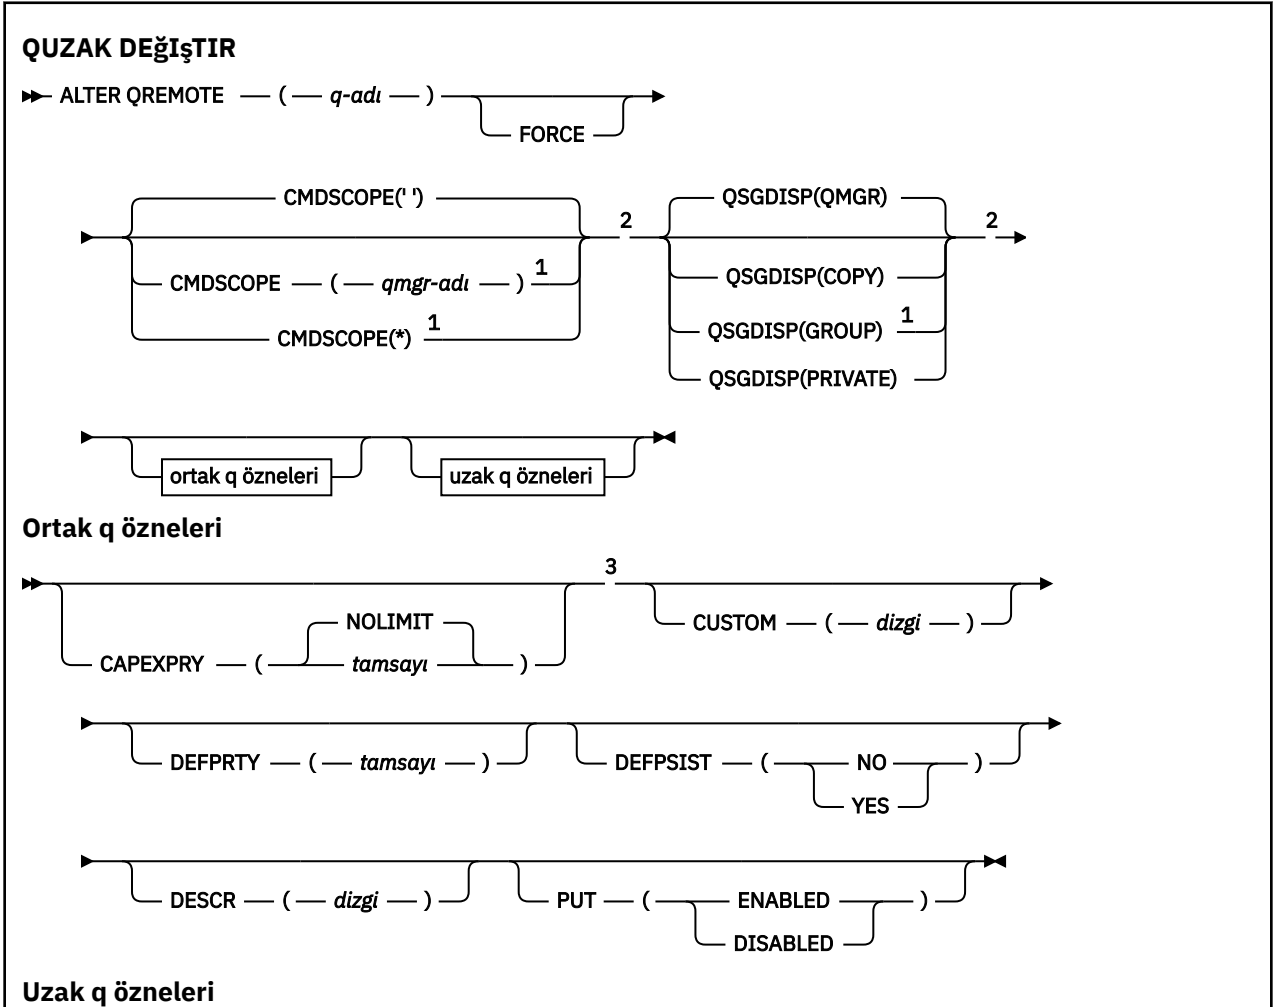 QUZAK DEğIşTIR
ALTER QREMOTE ( q-adı )
FORCE
CMDSCOPE(' ')
CMDSCOPE ( qmgr-adı ) 1
CMDSCOPE(*) 1
2
QSGDISP(QMGR)
QSGDISP(COPY)
QSGDISP(GROUP) 1
QSGDISP(PRIVATE)
2
ortak q özneleri
uzak q özneleri
Ortak q özneleri
CAPEXPRY ( NOLIMIT
tamsayı )
3
CUSTOM ( dizgi )
DEFPRTY ( tamsayı )
DEFPSIST ( NO )
YES
DESCR ( dizgi )
PUT ( ENABLED )
DISABLED
Uzak q özneleri